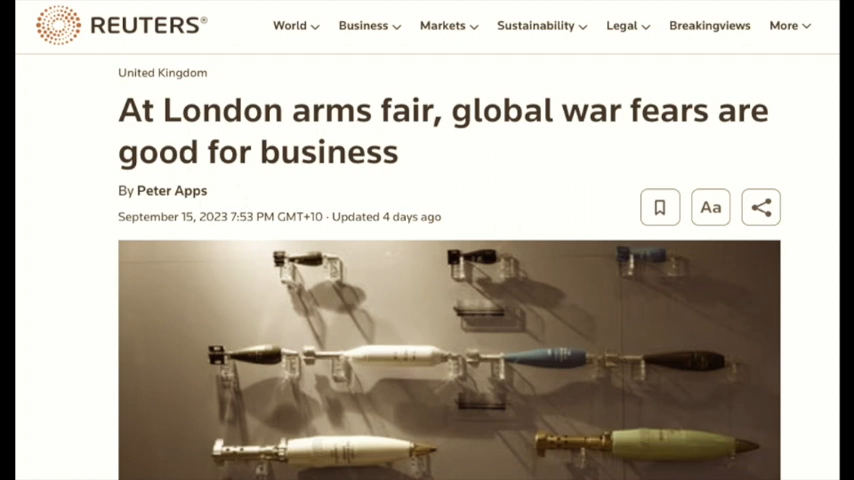 REUTERS®
World Business Markets Sustainability Legal Breakingviews More
United Kingdom
At London arms fair, global war fears are
good for business
By Peter Apps
September 15, 2023 7:53 PM GMT+10 · Updated 4 days ago
Aa